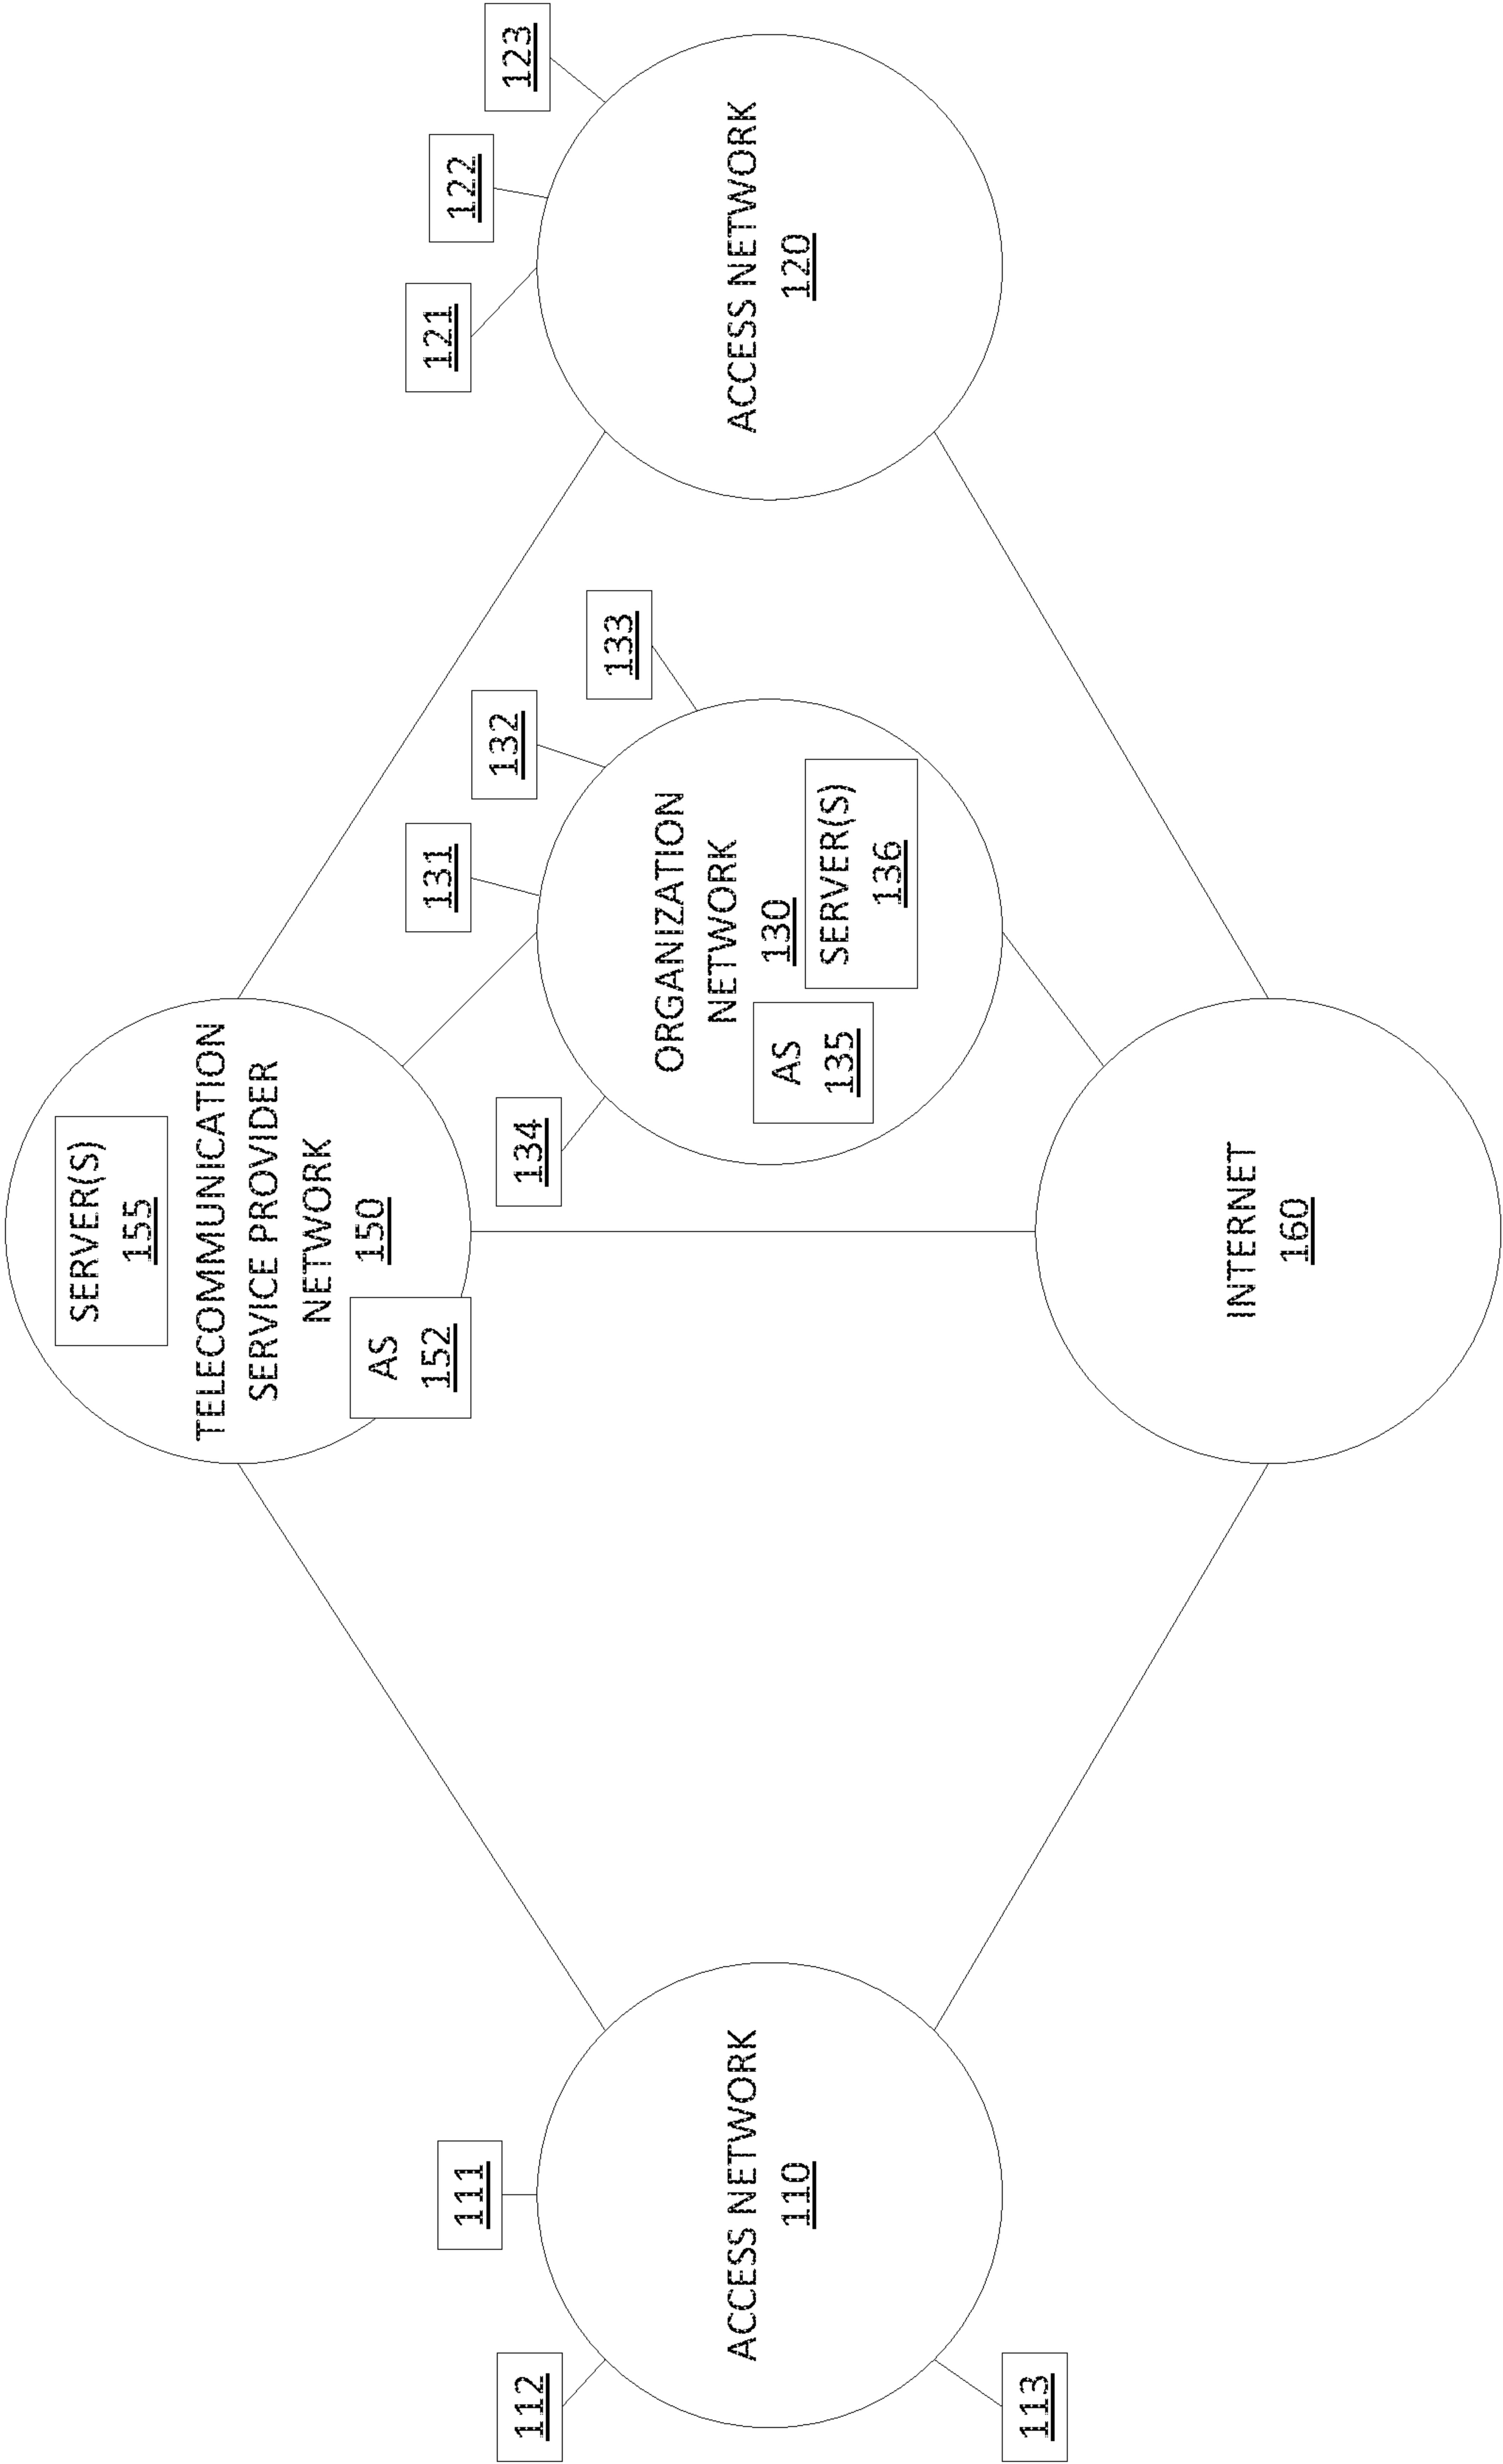 SERVER(S)
155
TELECOMMUNICATION
SERVICE PROVIDER
NETWORK
150
AS
152
111
112
113
ACCESS NETWORK
110
134
131
132
133
ORGANIZATION
NETWORK
130
AS
135
SERVER(S)
136
121
122
123
ACCESS NETWORK
120
INTERNET
160